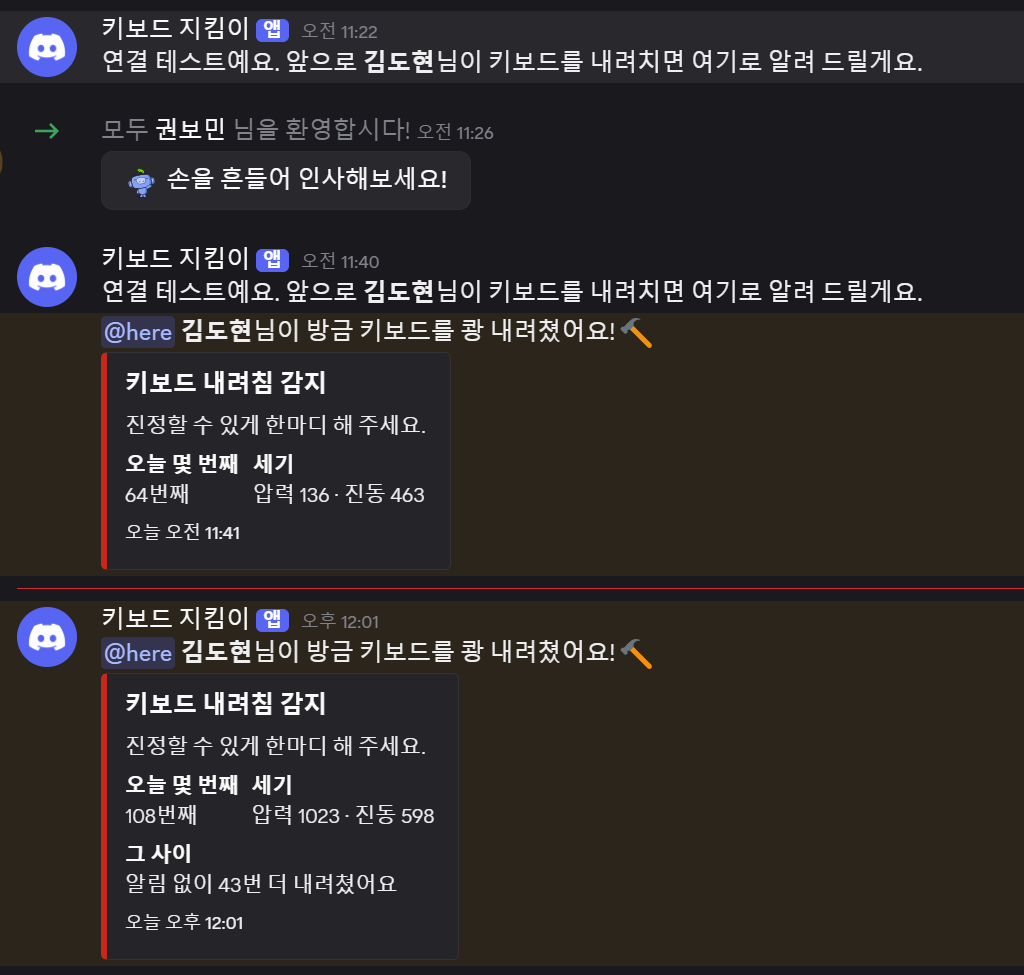 키보드 지킴이 앱 오전 11:22
연결 테스트예요. 앞으로 김도현님이 키보드를 내려치면 여기로 알려 드릴게요.
모두 권보민 님을 환영합시다! 오전 11:26
손을 흔들어 인사해보세요!
키보드 지킴이 앱 오전 11:40
연결 테스트예요. 앞으로 김도현님이 키보드를 내려치면 여기로 알려 드릴게요.
@here 김도현님이 방금 키보드를 쾅 내려쳤어요!
키보드 내려침 감지
진정할 수 있게 한마디 해 주세요.
오늘 몇 번째 세기
64번째 압력 136 · 진동 463
오늘 오전 11:41
키보드 지킴이 앱 오후 12:01
@here 김도현님이 방금 키보드를 쾅 내려쳤어요!
키보드 내려침 감지
진정할 수 있게 한마디 해 주세요.
오늘 몇 번째 세기
108번째 압력 1023 · 진동 598
그 사이
알림 없이 43번 더 내려쳤어요
오늘 오후 12:01